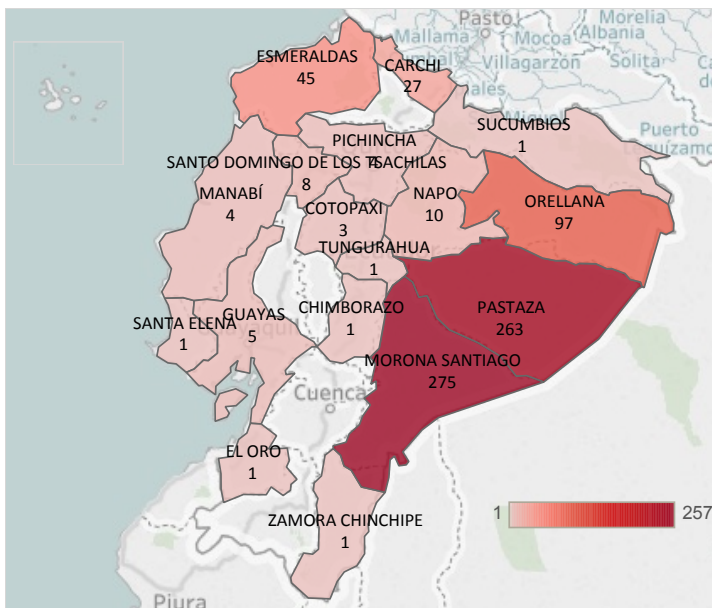 Pasto
Morelia
Mallama
Mocoa
Albania
ESMERALDAS
45
CARCHI
27
Villagarzón
Solita
SUCUMBIOS
1
Puerto
PICHINCHA
4
SANTO DOMINGO DE LOS TSACHILAS
8
MANABÍ
4
NAPO
10
ORELLANA
97
COTOPAXI
3
TUNGURAHUA
1
SANTA ELENA
1
GUAYAS
5
CHIMBORAZO
1
PASTAZA
263
MORONA SANTIAGO
275
Cuenca
EL ORO
1
ZAMORA CHINCHIPE
1
1
257
Piura